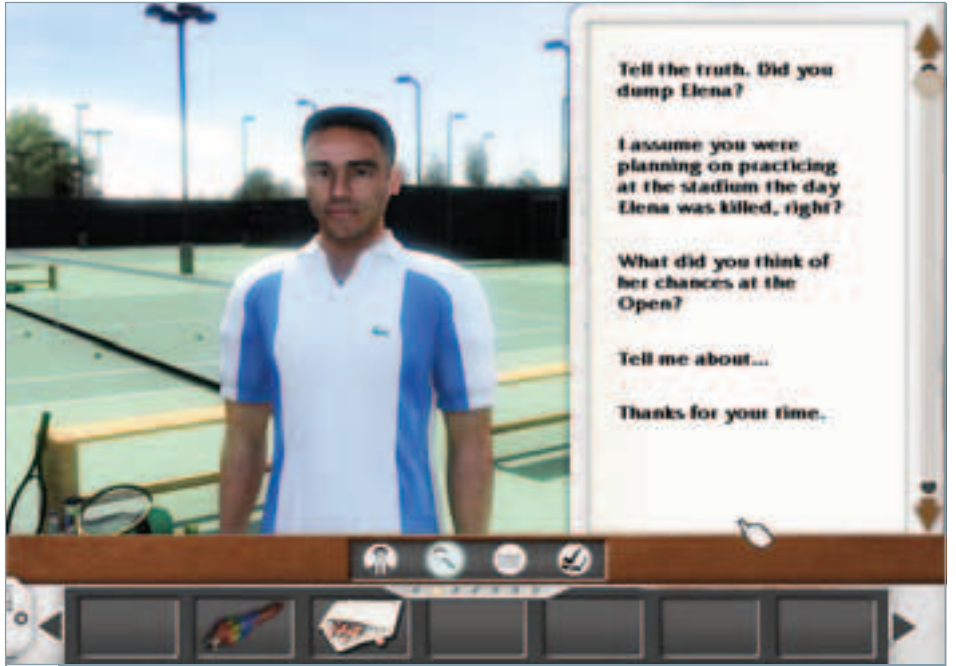 Tell the truth. Did you
dump Elena?
I assume you were
planning on practicing
at the stadium the day
Elena was killed, right?
What did you think of
her chances at the
Open?
Tell me about...
Thanks for your time.